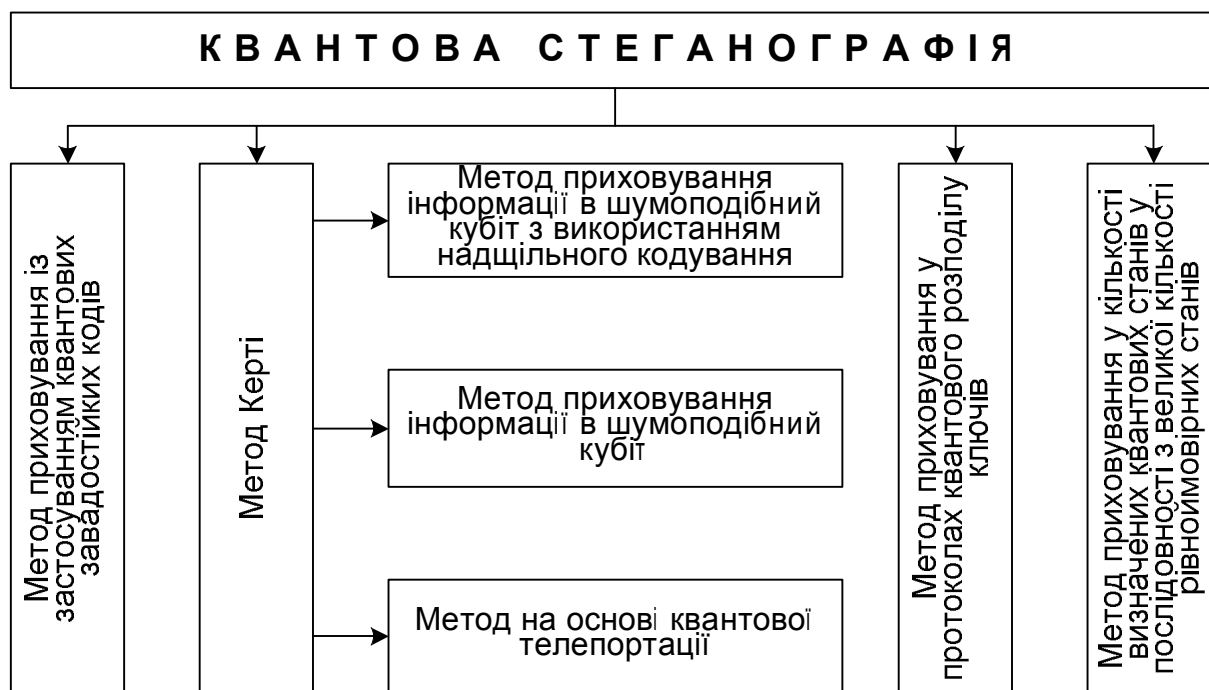 КВАНТОВА СТЕГАНОГРАФІЯ
Метод приховування із
застосуванням квантових
завадостійких кодів
Метод Керті
Метод приховування
інформації в шумоподібний
кубіт з використанням
надщільного кодування
Метод приховування
інформації в шумоподібний
кубіт
Метод на основі квантової
телепортації
Метод приховування у
протоколах квантового розподілу
ключів
Метод приховування у кількості
визначених квантових станів у
послідовності з великої кількості
рівноймовірних станів